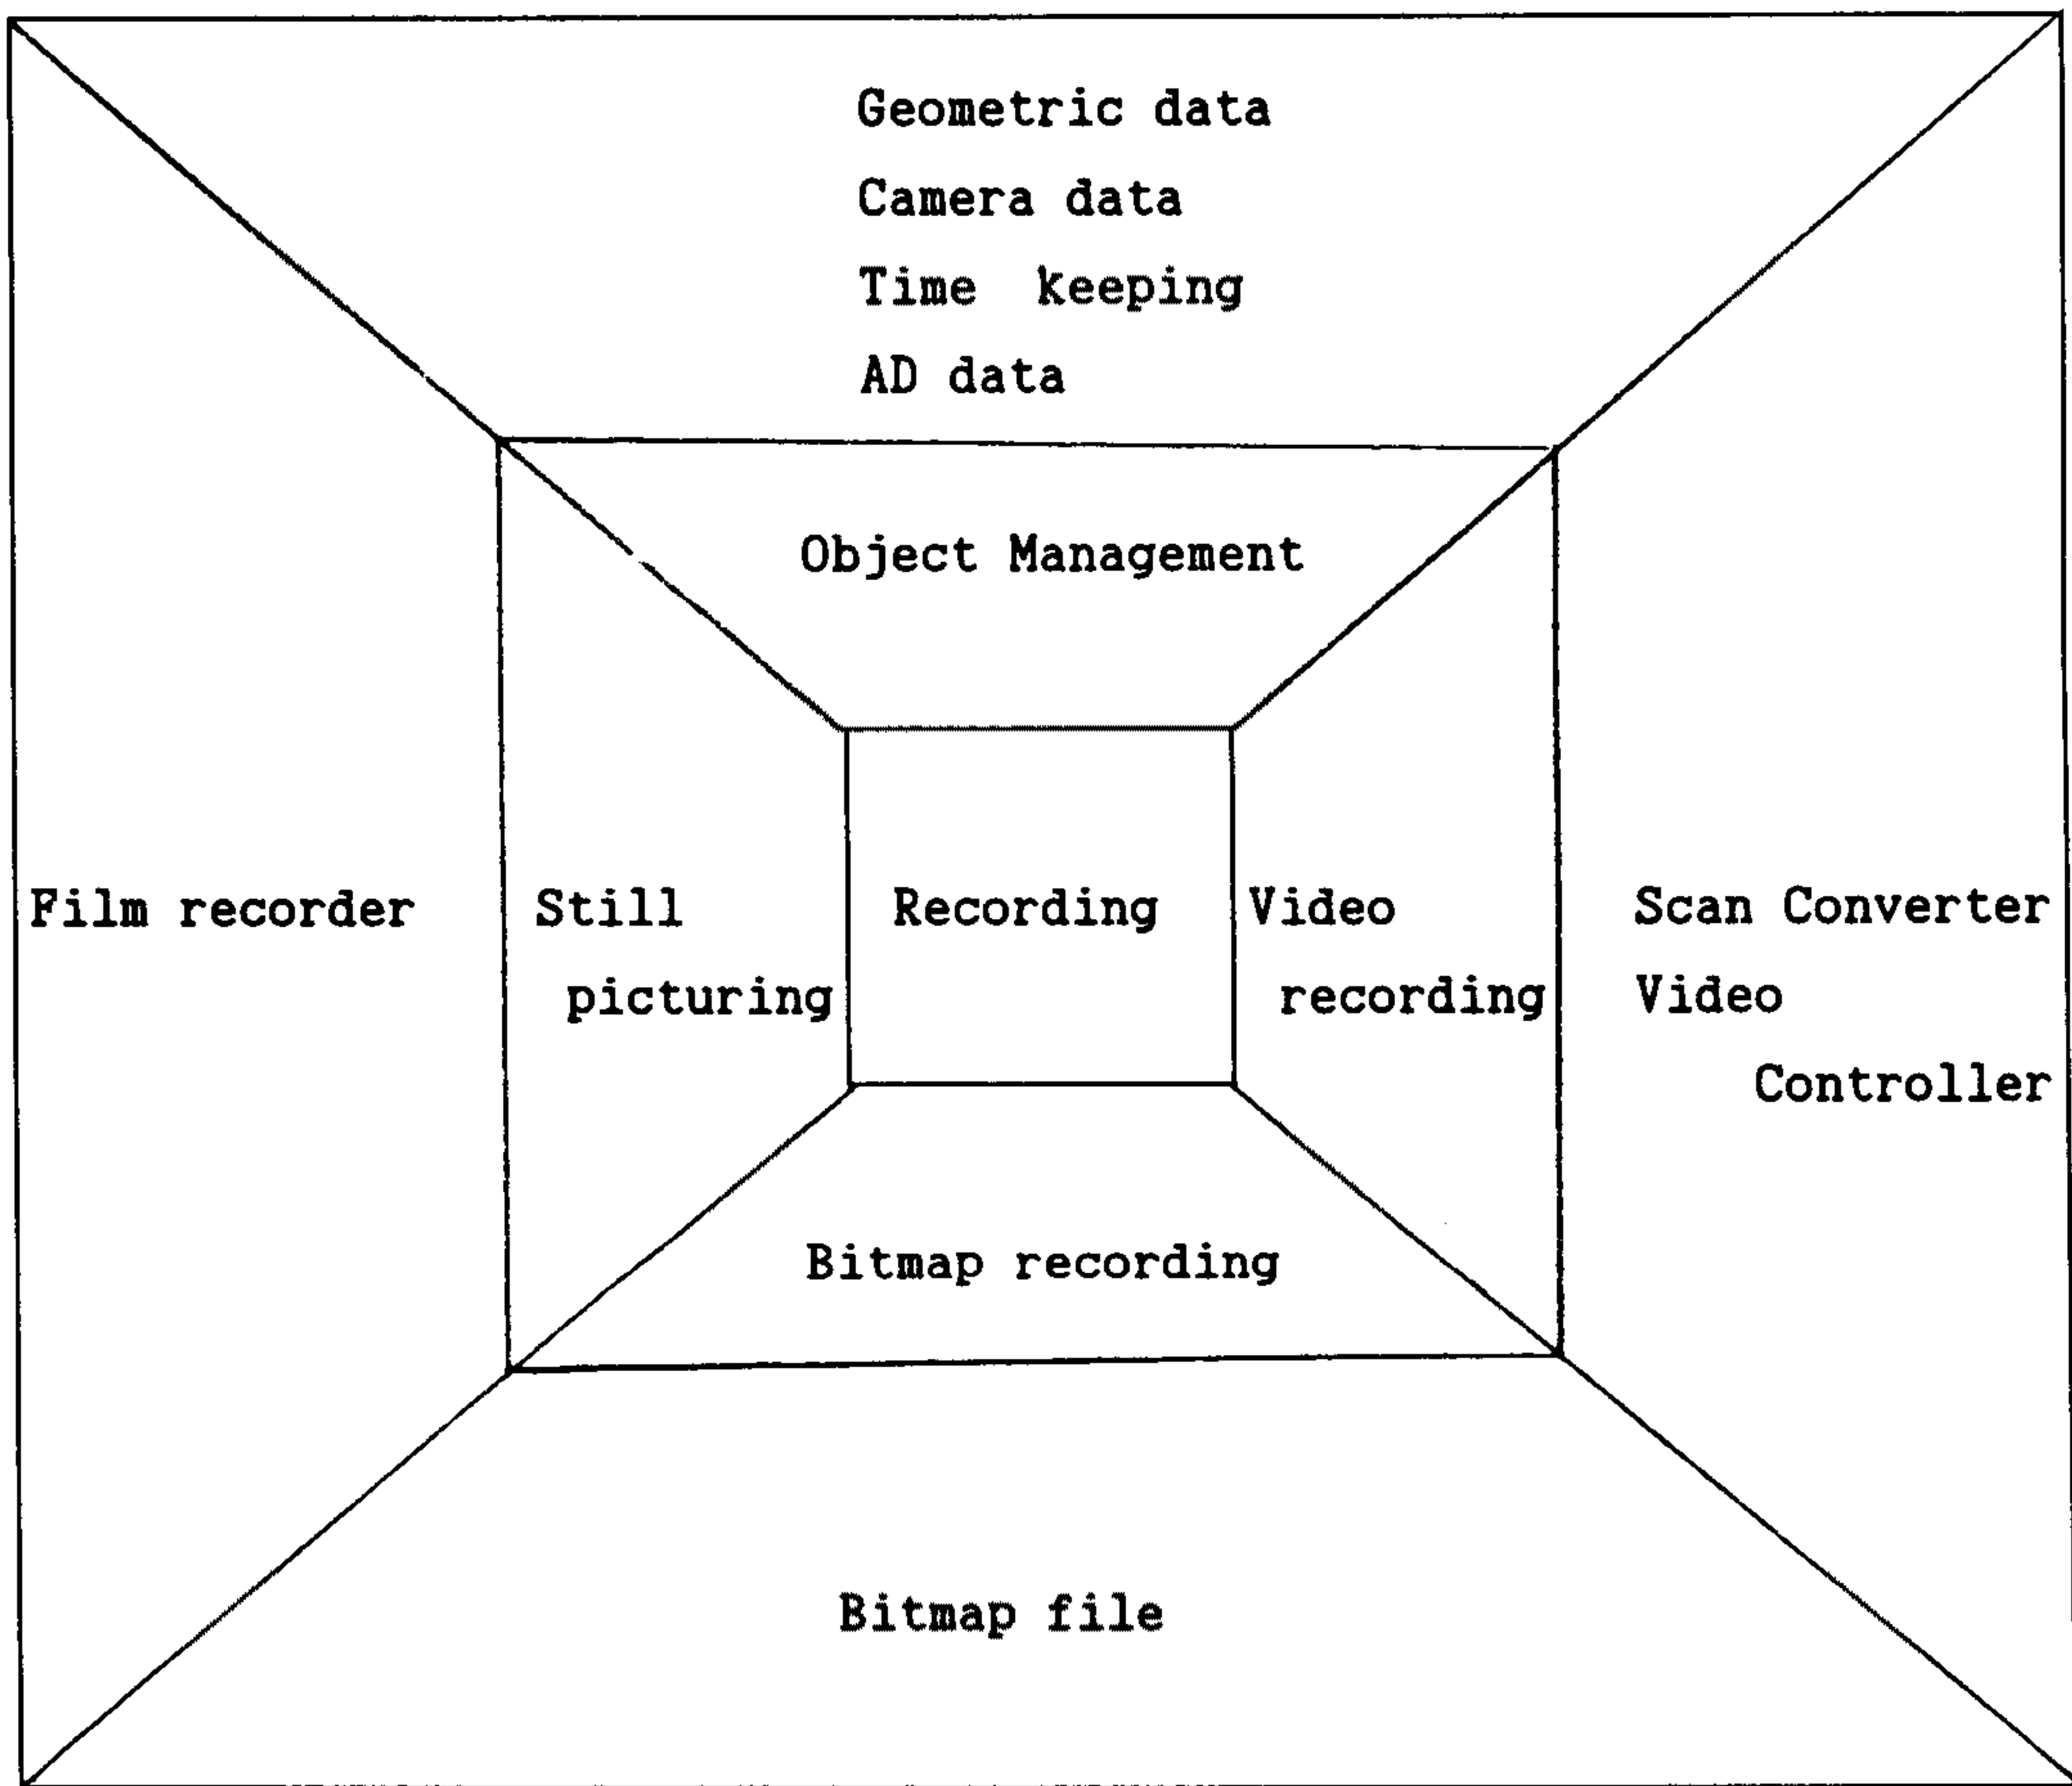 Geometric data
Camera data
Time keeping
AD data
Object Management
Film recorder
Still
picturing
Recording
Video
recording
Scan Converter
Video
Controller
Bitmap recording
Bitmap file